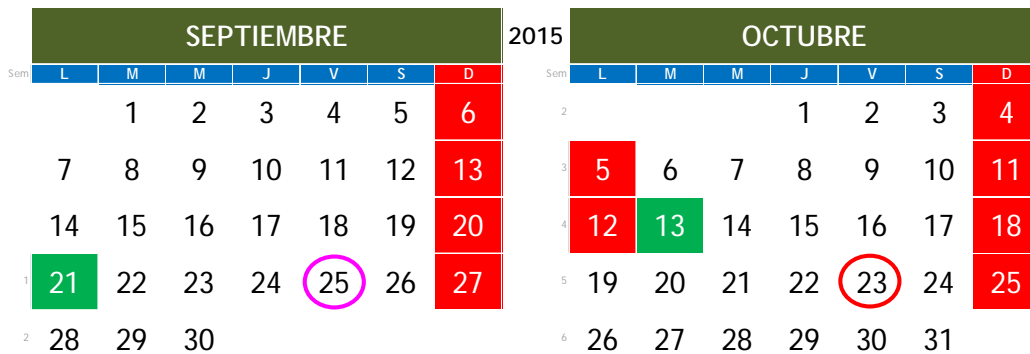 SEPTIEMBRE 2015 OCTUBRE
Sem L M M J V S D Sem L M M J V S D
1 2 3 4 5 6 2 1 2 3 4
7 8 9 10 11 12 13 3 5 6 7 8 9 10 11
14 15 16 17 18 19 20 4 12 13 14 15 16 17 18
1 21 22 23 24 25 26 27 5 19 20 21 22 23 24 25
2 28 29 30 6 26 27 28 29 30 31